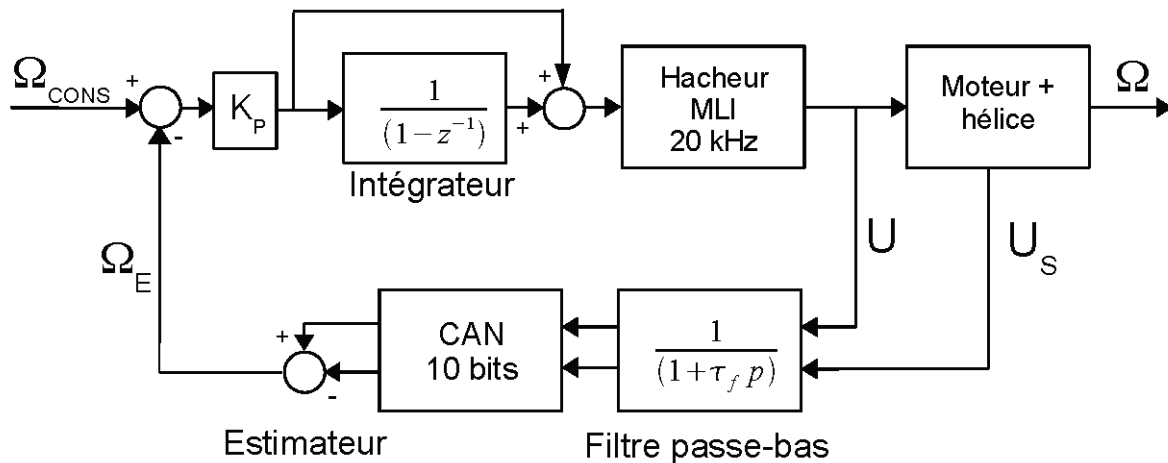 Ω_CONS
+
-
K_P
1
(1−z⁻¹)
Intégrateur
+
+
Hacheur
MLI
20 kHz
Moteur +
hélice
Ω
U
U_S
Ω_E
+
-
CAN
10 bits
1
(1+τ_f p)
Estimateur
Filtre passe-bas